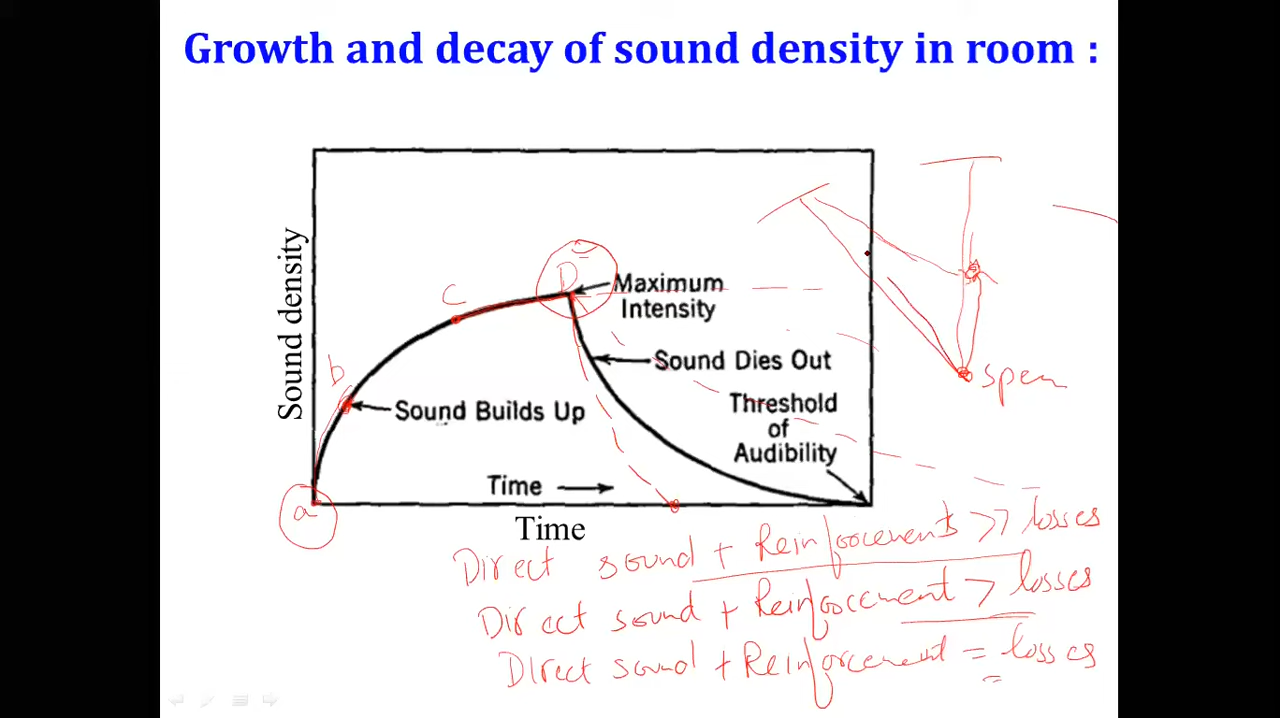 Growth and decay of sound density in room :
Sound density
D
Maximum
Intensity
c
Sound Dies Out
b
Sound Builds Up
Threshold
of
Audibility
Time
a
Time
Direct sound + Reinforcements >> losses
Direct sound + Reinforcement > losses
Direct sound + Reinforcement = losses